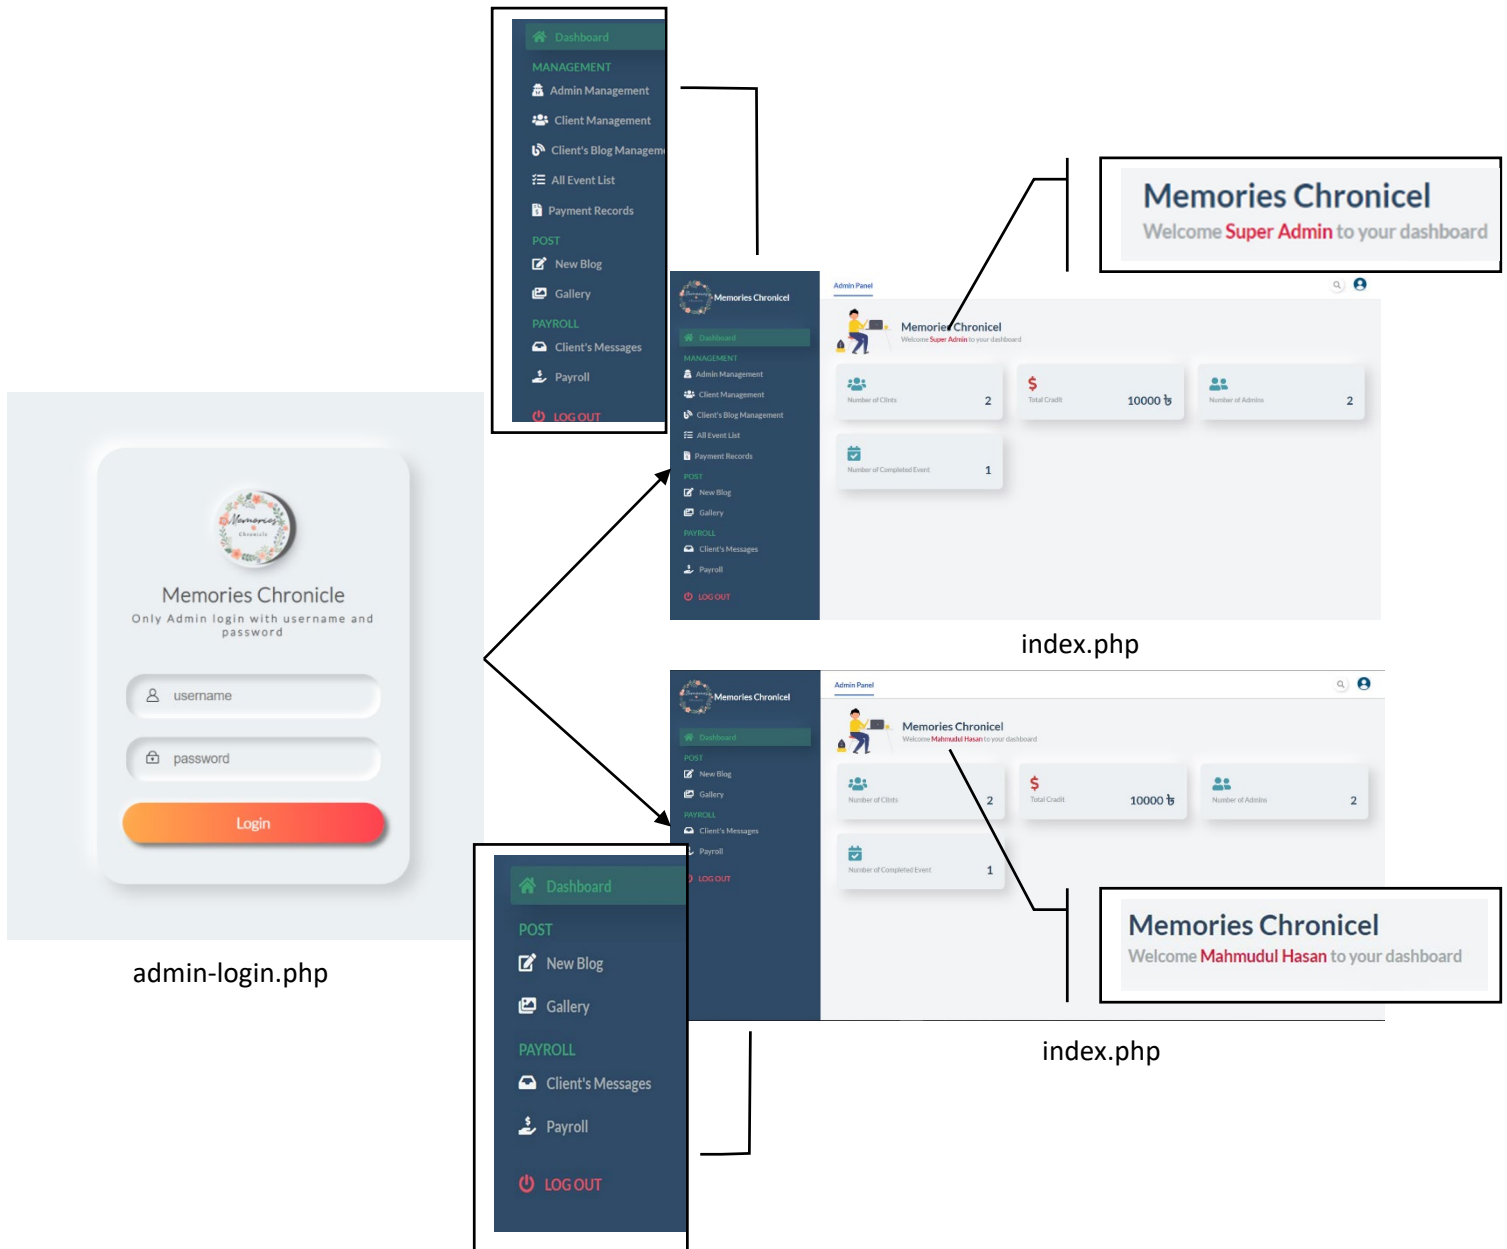 Dashboard
MANAGEMENT
Admin Management
Client Management
Client's Blog Managem
All Event List
Payment Records
POST
New Blog
Gallery
PAYROLL
Client's Messages
Payroll
LOG OUT
Memories Chronicel
Welcome Super Admin to your dashboard
Memories Chronicel
Dashboard
MANAGEMENT
Admin Management
Client Management
Client's Blog Management
All Event List
Payment Records
POST
New Blog
Gallery
PAYROLL
Client's Messages
Payroll
LOG OUT
Admin Panel
Memories Chronicel
Welcome Super Admin to your dashboard
Number of Clints
2
Total Cradit
10000 ৳
Number of Admins
2
Number of Completed Event
1
index.php
Memories
Chronicle
Memories Chronicle
Only Admin login with username and
password
username
password
Login
admin-login.php
Memories Chronicel
Dashboard
POST
New Blog
Gallery
PAYROLL
Client's Messages
Payroll
LOG OUT
Admin Panel
Memories Chronicel
Welcome Mahmudul Hasan to your dashboard
Number of Clints
2
Total Cradit
10000 ৳
Number of Admins
2
Number of Completed Event
1
Memories Chronicel
Welcome Mahmudul Hasan to your dashboard
index.php
Dashboard
POST
New Blog
Gallery
PAYROLL
Client's Messages
Payroll
LOG OUT